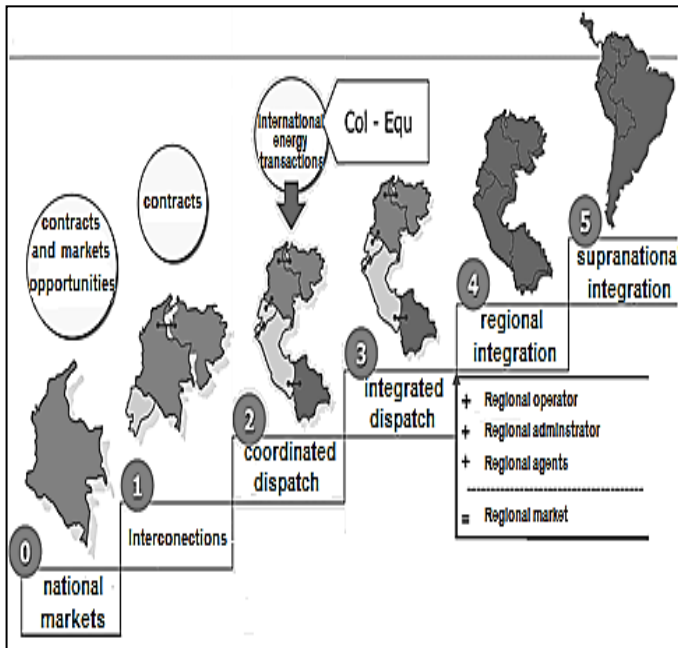 contracts
and markets
opportunities
contracts
International
energy
transactions
Col - Equ
0
national
markets
1
Interconections
2
coordinated
dispatch
3
integrated
dispatch
4
regional
integration
5
supranationa
integration
+ Regional operator
+ Regional adminstrator
+ Regional agents
= Regional market